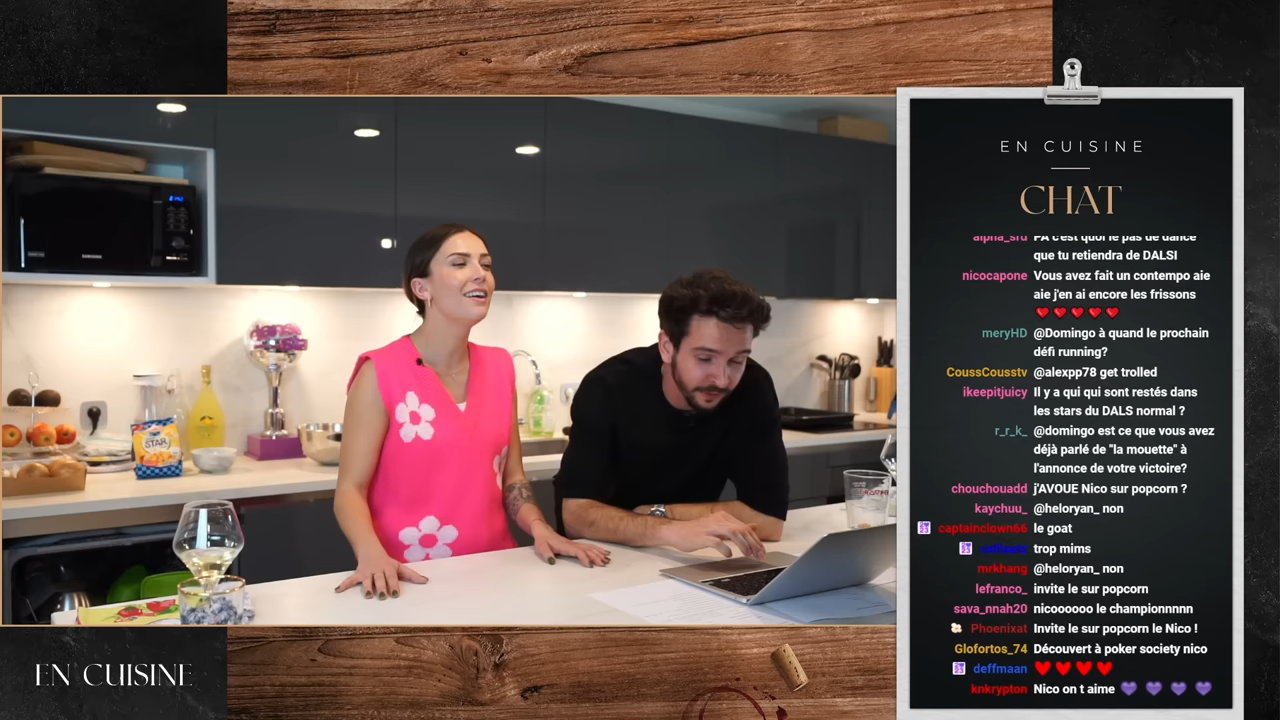 EN CUISINE
CHAT
PA c'est quoi le pas de dance
que tu retiendra de DALS!
nicocapone Vous avez fait un contempo aie
aie j'en ai encore les frissons
meryHD @Domingo à quand le prochain
défi running?
CoussCousstv @alexpp78 get trolled
ikeepitjuicy Il y a qui qui sont restés dans
les stars du DALS normal ?
r_r_k_ @domingo est ce que vous avez
déjà parlé de "la mouette" à
l'annonce de votre victoire?
chouchouadd j'AVOUE Nico sur popcorn ?
kaychuu_ @heloryan_ non
captainclown66 le goat
trop mims
mrkhang @heloryan_ non
lefranco_ invite le sur popcorn
sava_nnah20 nicoooooo le championnnnn
Phoenixat Invite le sur popcorn le Nico !
Glofortos_74 Découvert à poker society nico
deffmaan
knkrypton Nico on t aime
STAR
SAMSUNG
EN CUISINE